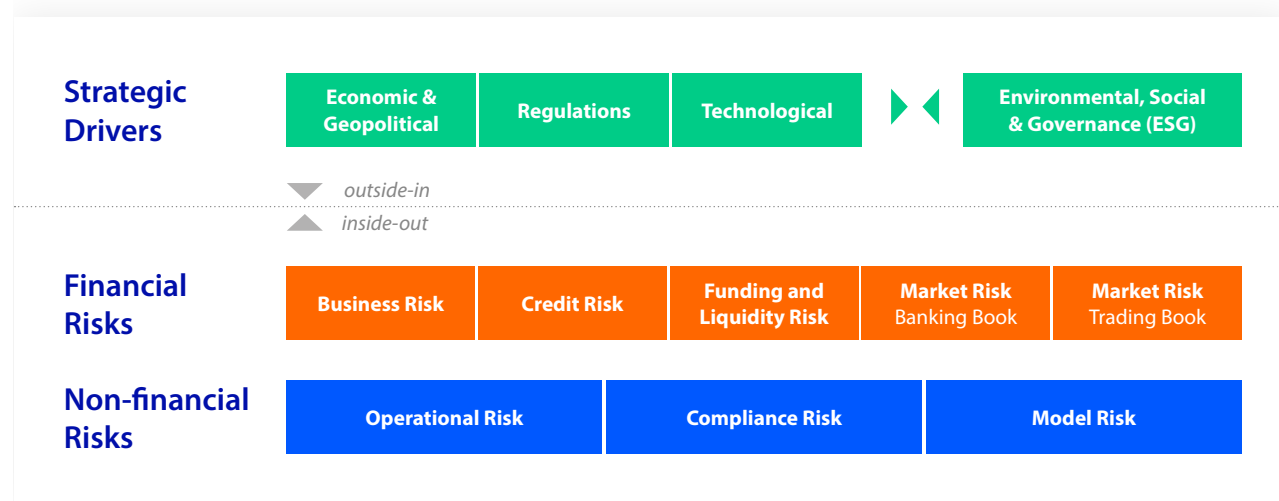 Strategic
Drivers
Economic &
Geopolitical
Regulations
Technological
Environmental, Social
& Governance (ESG)
outside-in
inside-out
Financial
Risks
Business Risk
Credit Risk
Funding and
Liquidity Risk
Market Risk
Banking Book
Market Risk
Trading Book
Non-financial
Risks
Operational Risk
Compliance Risk
Model Risk